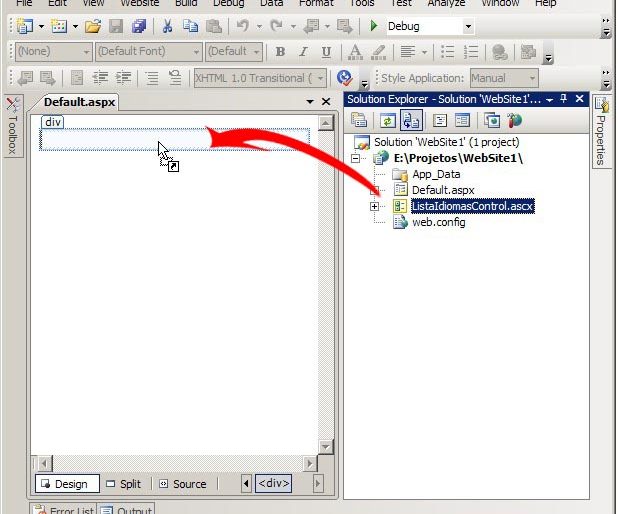 File Edit View Website Build Debug Data Format Tools Test Window
Debug
(None) (Default Font) (Default B I U A
XHTML 1.0 Transitional ( Style Application: Manual
Toolbox
Default.aspx
div
Design Split Source <div>
Error List Output
Solution Explorer - Solution 'WebSite1'...
Solution 'WebSite1' (1 project)
E:\Projetos\WebSite1\
App_Data
Default.aspx
ListaIdiomasControl.ascx
web.config
Properties